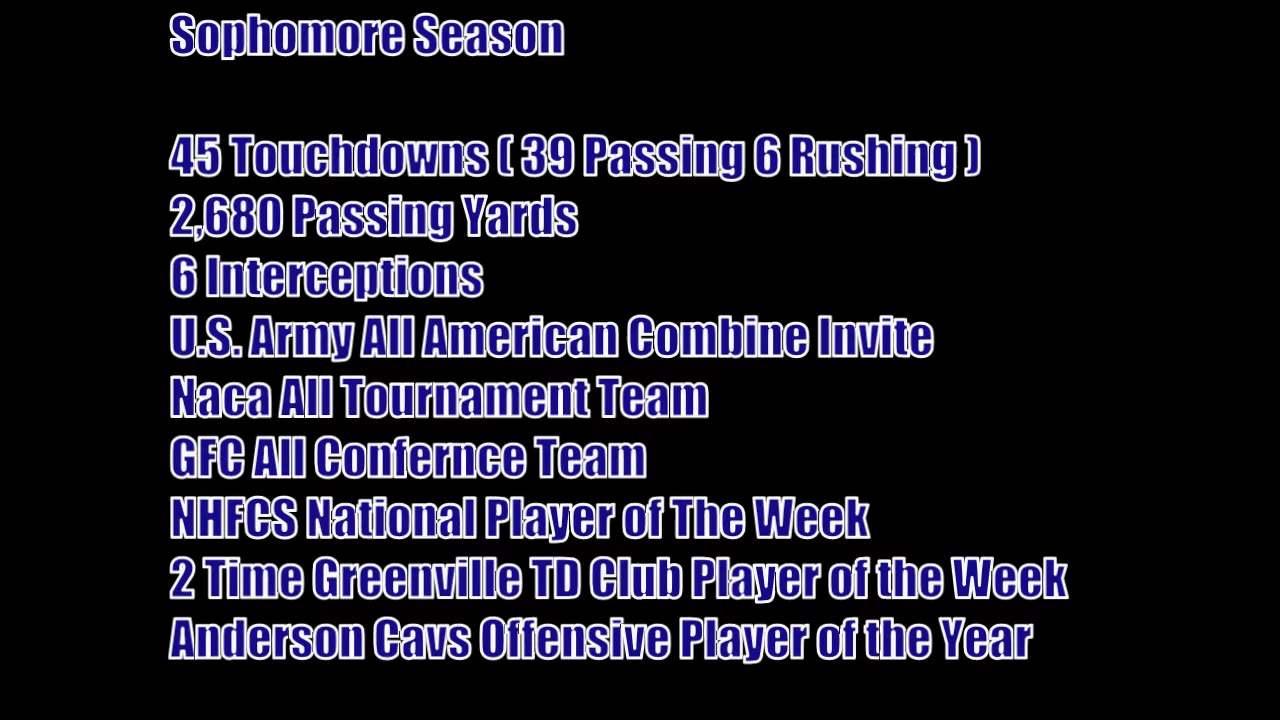 Sophomore Season
45 Touchdowns ( 39 Passing 6 Rushing )
2,680 Passing Yards
6 Interceptions
U.S. Army All American Combine Invite
Naca All Tournament Team
GFC All Confernce Team
NHFCS National Player of The Week
2 Time Greenville TD Club Player of the Week
Anderson Cavs Offensive Player of the Year